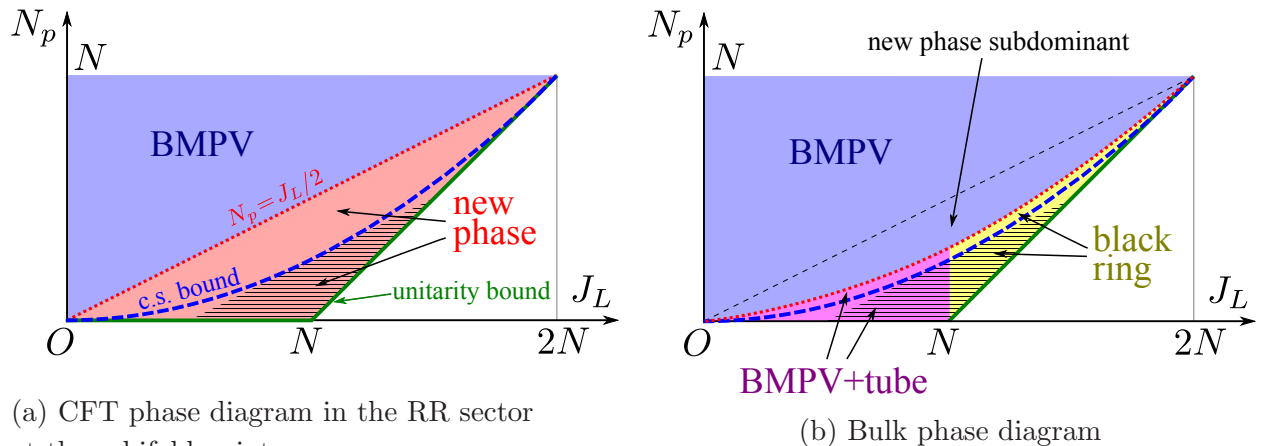 N_p
N
BMPV
N_p = J_L/2
new
phase
c.s. bound
unitarity bound
J_L
O
N
2N
(a) CFT phase diagram in the RR sector
N_p
N
new phase subdominant
BMPV
black
ring
J_L
O
N
2N
BMPV+tube
(b) Bulk phase diagram